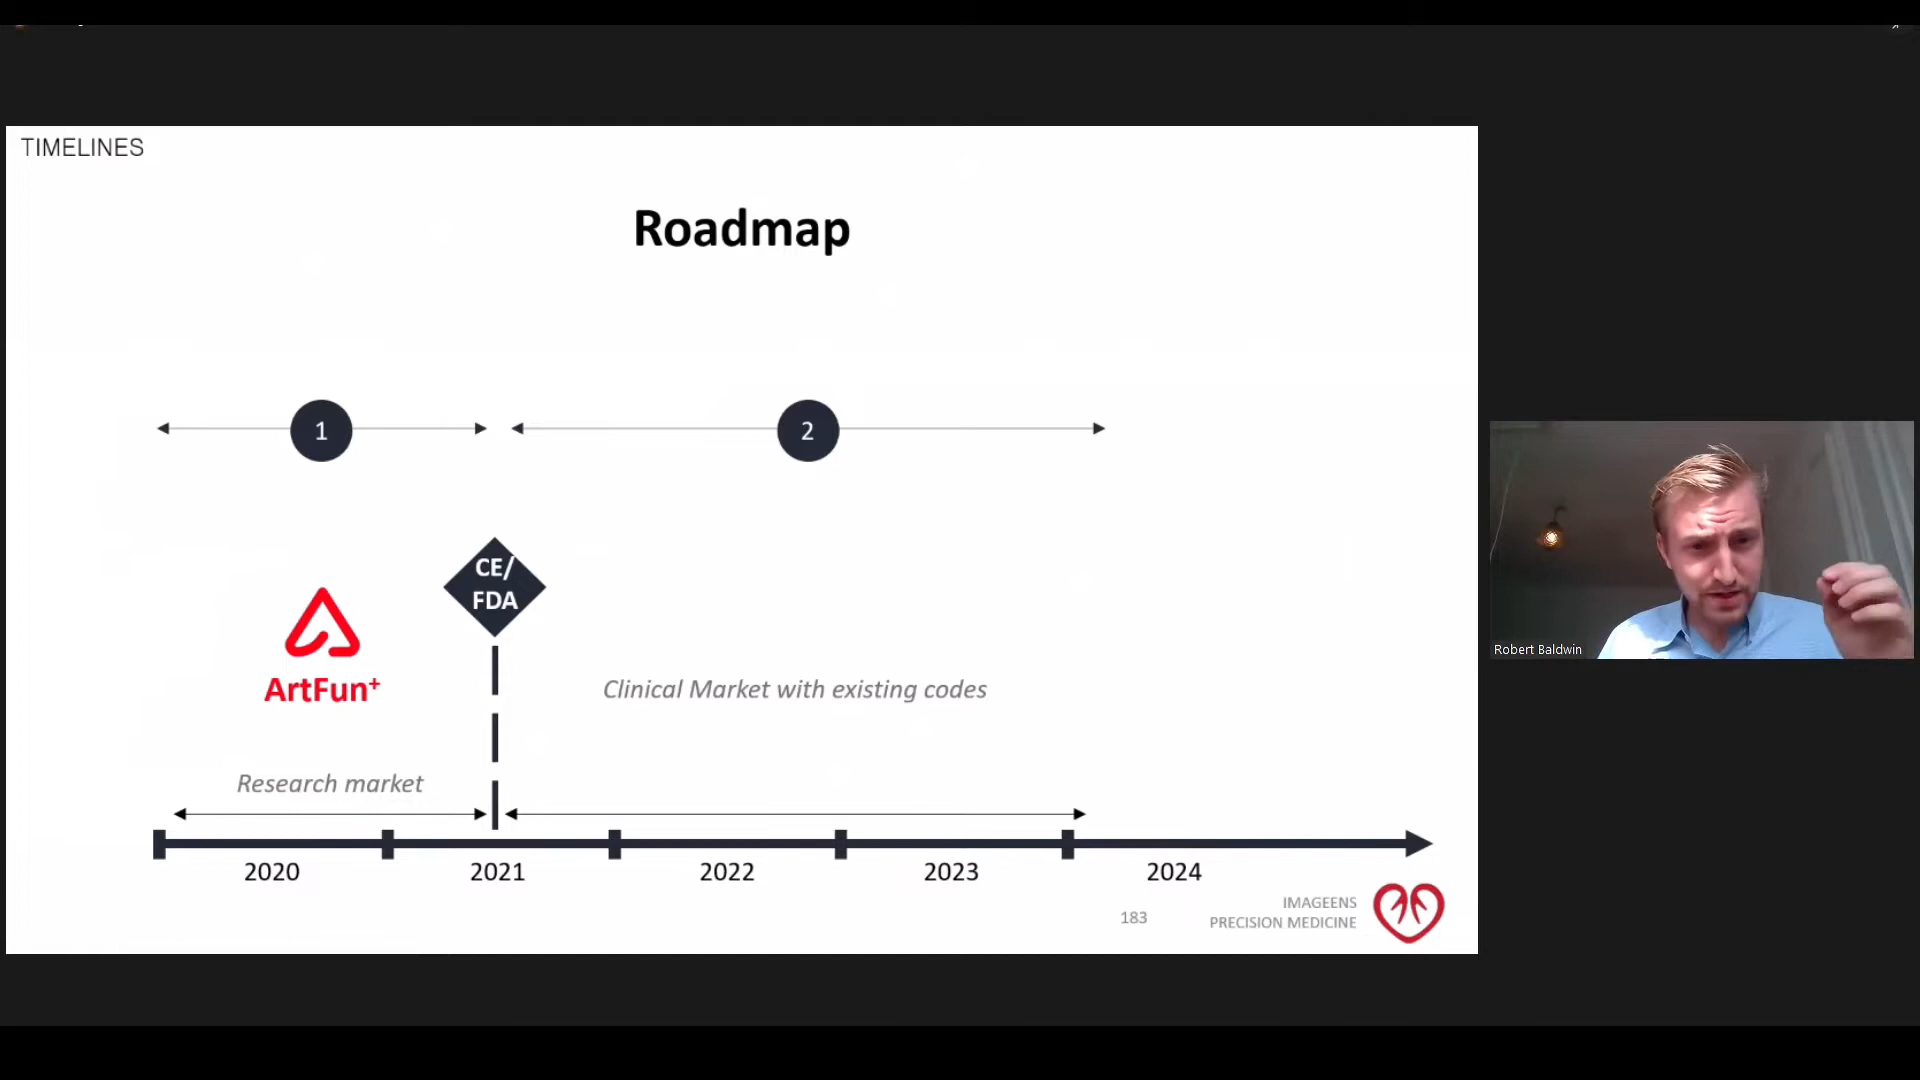 TIMELINES
Roadmap
1
2
CE/
FDA
ArtFun+
Clinical Market with existing codes
Research market
2020
2021
2022
2023
2024
183
IMAGEENS
PRECISION MEDICINE
Robert Baldwin